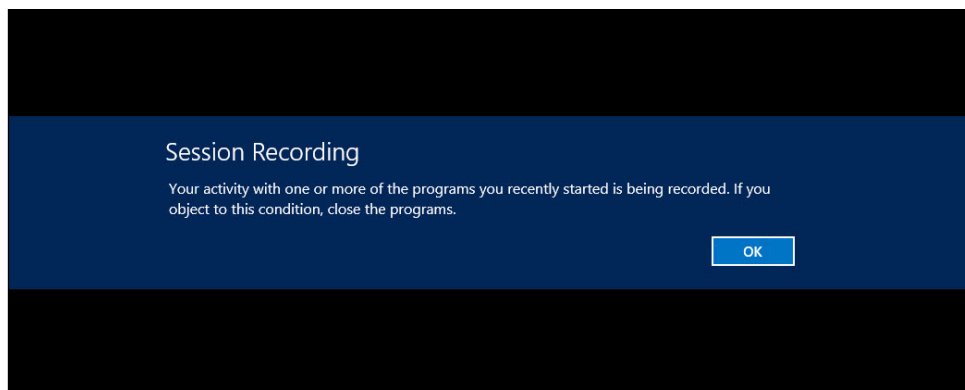 Session Recording
Your activity with one or more of the programs you recently started is being recorded. If you
object to this condition, close the programs.
OK